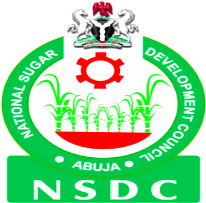 NATIONAL SUGAR DEVELOPMENT COUNCIL
• ABUJA •
NSDC